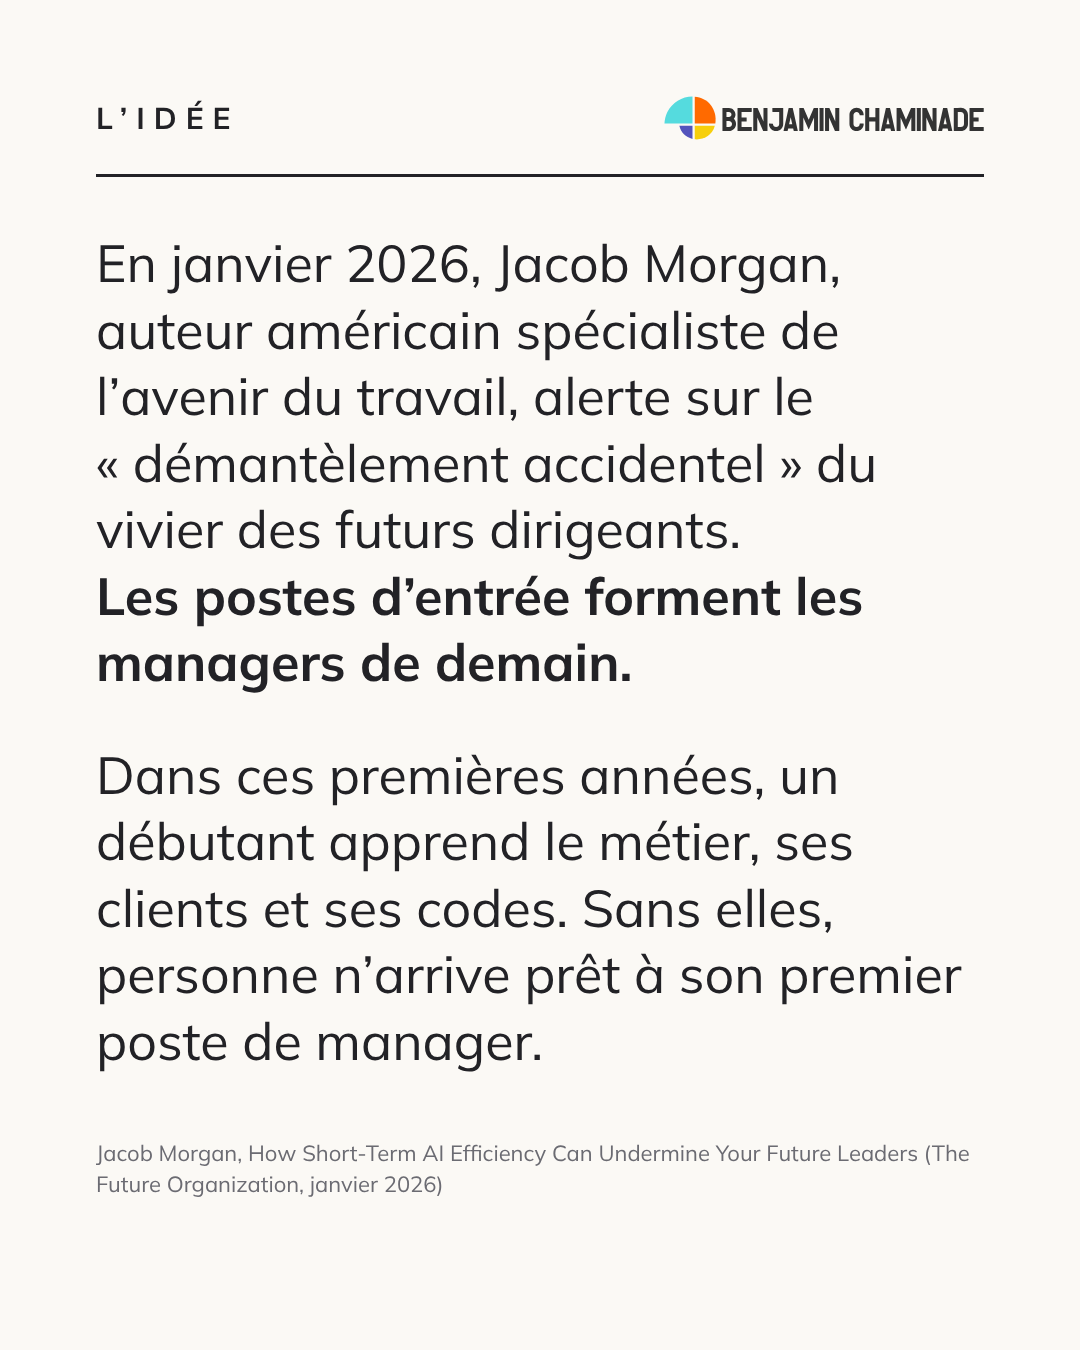 L’IDÉE
BENJAMIN CHAMINADE
En janvier 2026, Jacob Morgan,
auteur américain spécialiste de
l’avenir du travail, alerte sur le
« démantèlement accidentel » du
vivier des futurs dirigeants.
Les postes d’entrée forment les
managers de demain.
Dans ces premières années, un
débutant apprend le métier, ses
clients et ses codes. Sans elles,
personne n’arrive prêt à son premier
poste de manager.
Jacob Morgan, How Short-Term AI Efficiency Can Undermine Your Future Leaders (The
Future Organization, janvier 2026)